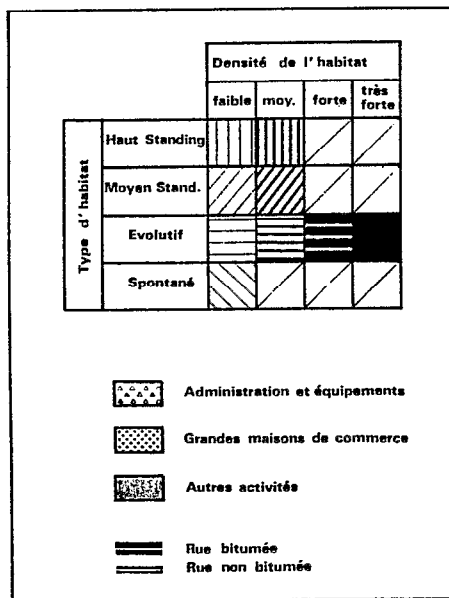 Densité de l'habitat
faible moy. forte très forte
Type d'habitat
Haut Standing
Moyen Stand.
Evolutif
Spontané
Administration et équipements
Grandes maisons de commerce
Autres activités
Rue bitumée
Rue non bitumée